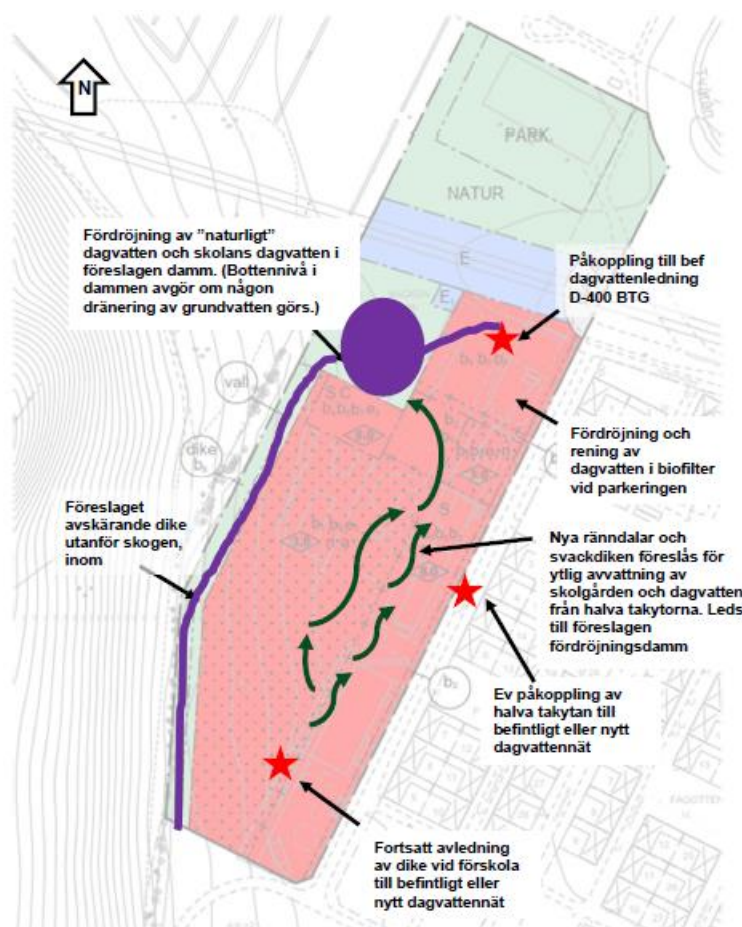 N
PARK
NATUR
E
E
Fördröjning av ”naturligt”
dagvatten och skolans dagvatten i
föreslagen damm. (Bottennivå i
dammen avgör om någon
dränering av grundvatten görs.)
Påkoppling till bef
dagvattenledning
D-400 BTG
vall
dike
S C
Fördröjning och
rening av
dagvatten i biofilter
vid parkeringen
Föreslaget
avskärande dike
utanför skogen,
inom
S
Nya ränndalar och
svackdiken föreslås för
ytlig avvattning av
skolgården och dagvatten
från halva takytorna. Leds
till föreslagen
fördröjningsdamm
Ev påkoppling av
halva takytan till
befintligt eller nytt
dagvattennät
Fortsatt avledning
av dike vid förskola
till befintligt eller
nytt dagvattennät